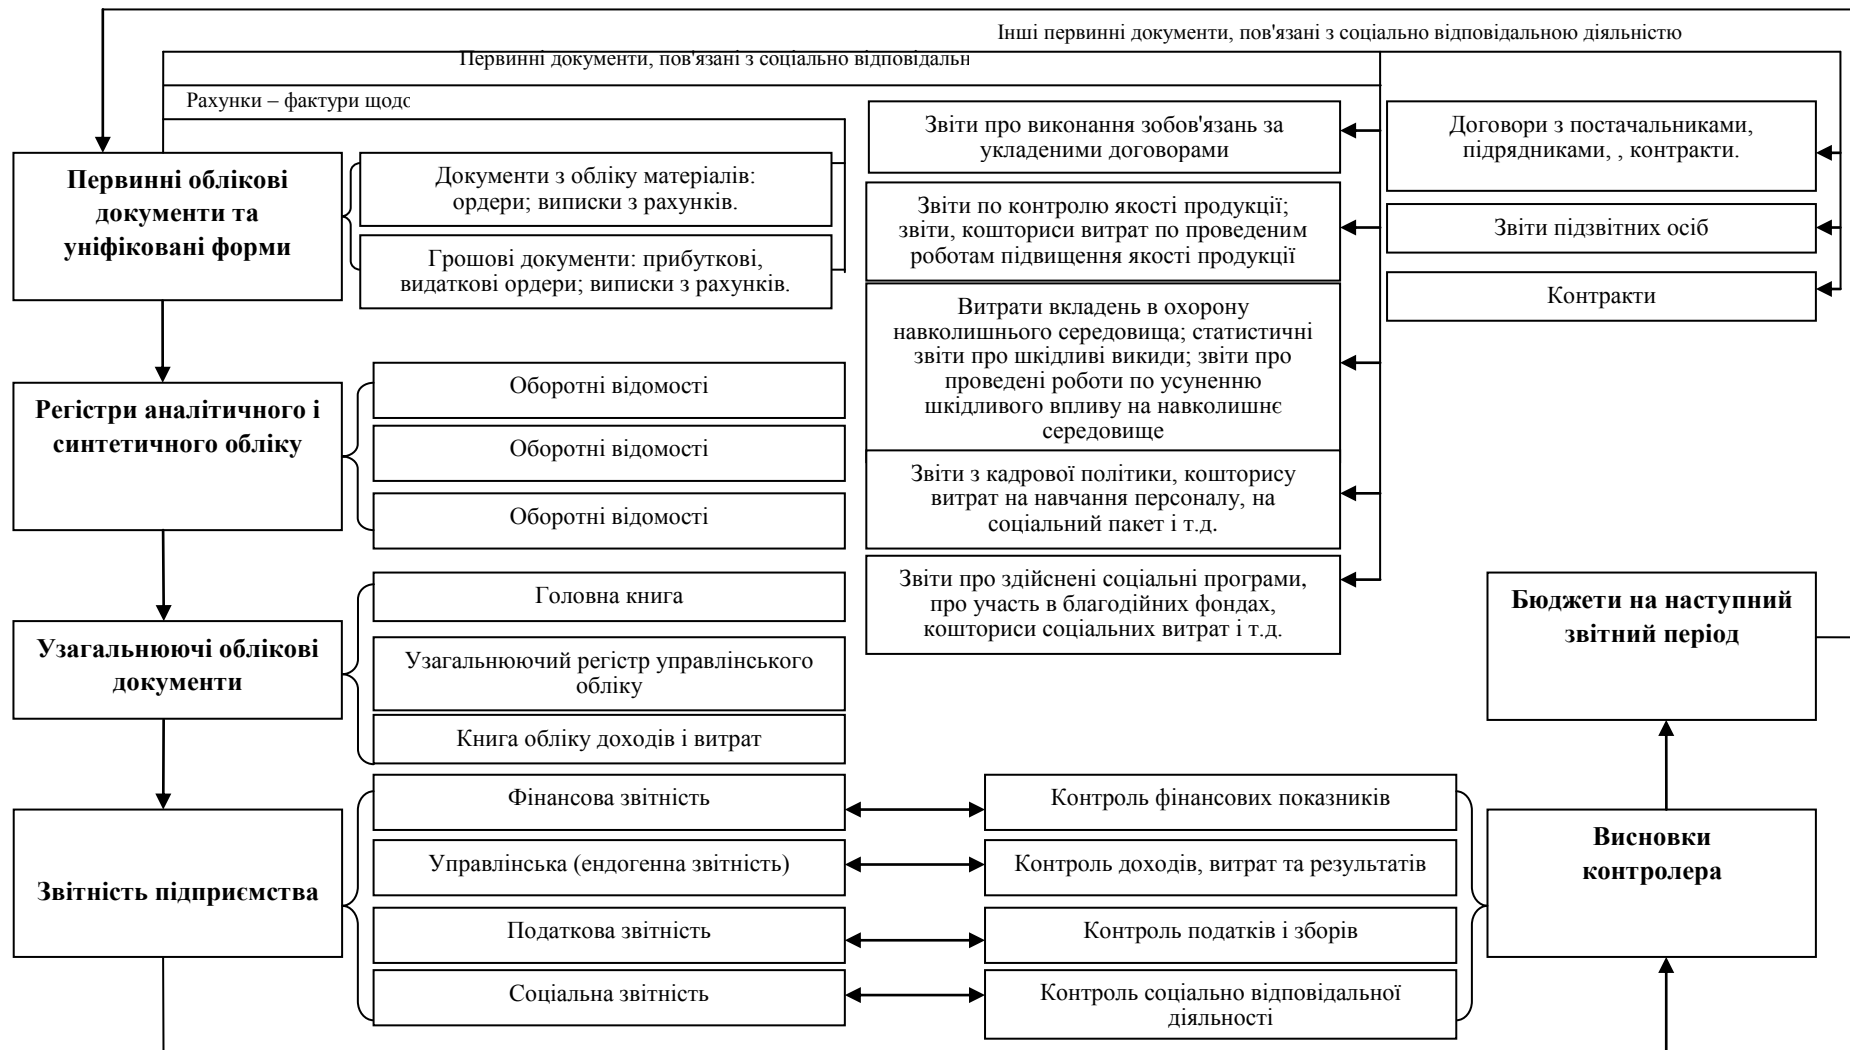 Інші первинні документи, пов'язані з соціально відповідальною діяльністю
Первинні документи, пов'язані з соціально відповідальн
Рахунки – фактури щодо
Первинні облікові
документи та
уніфіковані форми
Документи з обліку матеріалів:
ордери; виписки з рахунків.
Грошові документи: прибуткові,
видаткові ордери; виписки з рахунків.
Звіти про виконання зобов'язань за
укладеними договорами
Звіти по контролю якості продукції;
звіти, кошториси витрат по проведеним
роботам підвищення якості продукції
Витрати вкладень в охорону
навколишнього середовища; статистичні
звіти про шкідливі викиди; звіти про
проведені роботи по усуненню
шкідливого впливу на навколишнє
середовище
Звіти з кадрової політики, кошторису
витрат на навчання персоналу, на
соціальний пакет і т.д.
Звіти про здійснені соціальні програми,
про участь в благодійних фондах,
кошториси соціальних витрат і т.д.
Договори з постачальниками,
підрядниками, , контракти.
Звіти підзвітних осіб
Контракти
Регістри аналітичного і
синтетичного обліку
Оборотні відомості
Оборотні відомості
Оборотні відомості
Узагальнюючі облікові
документи
Головна книга
Узагальнюючий регістр управлінського
обліку
Книга обліку доходів і витрат
Бюджети на наступний
звітний період
Звітність підприємства
Фінансова звітність
Управлінська (ендогенна звітність)
Податкова звітність
Соціальна звітність
Контроль фінансових показників
Контроль доходів, витрат та результатів
Контроль податків і зборів
Контроль соціально відповідальної
діяльності
Висновки
контролера